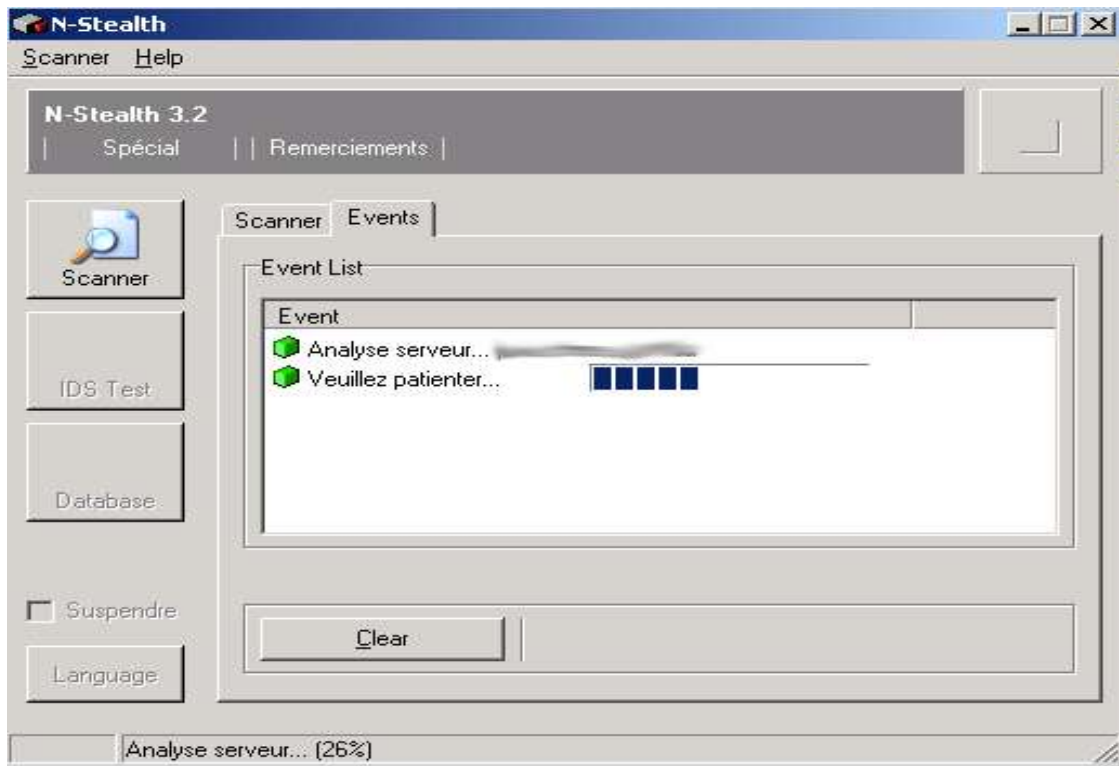 N-Stealth
Scanner Help
N-Stealth 3.2
| Spécial | | Remerciements |
Scanner
IDS Test
Database
Suspendre
Language
Scanner Events
Event List
Event
Analyse serveur...
Veuillez patienter...
Clear
Analyse serveur... (26%)